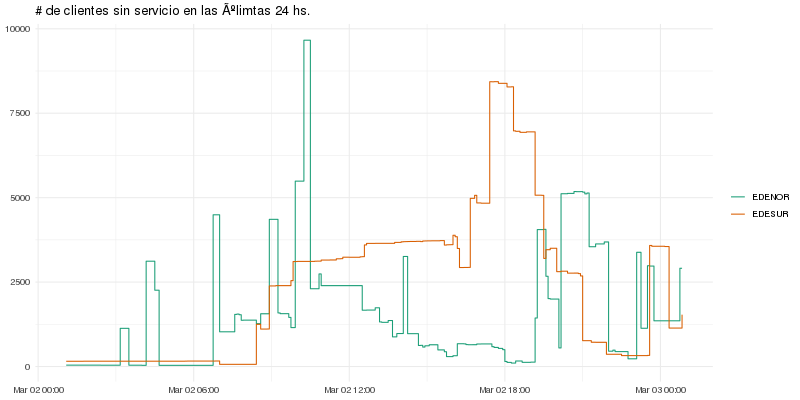 # de clientes sin servicio en las Ãºlimtas 24 hs.
10000
7500
5000
2500
0
EDENOR
EDESUR
Mar 02 00:00
Mar 02 06:00
Mar 02 12:00
Mar 02 18:00
Mar 03 00:00